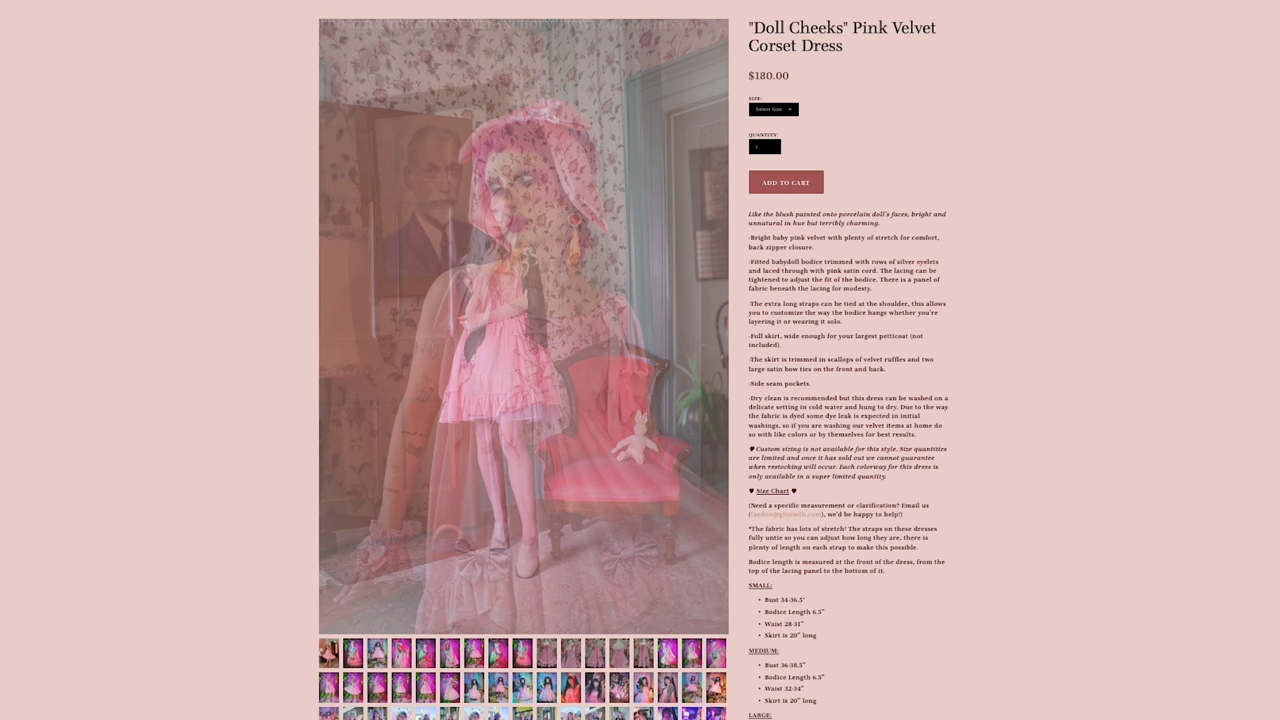 "Doll Cheeks" Pink Velvet
Corset Dress
$180.00
SIZE:
Select Size
QUANTITY:
1
ADD TO CART
Like the blush painted onto porcelain doll's faces, bright and
unnatural in hue but terribly charming.
-Bright baby pink velvet with plenty of stretch for comfort,
back zipper closure.
-Fitted babydoll bodice trimmed with rows of silver eyelets
and laced through with pink satin cord. The lacing can be
tightened to adjust the fit of the bodice. There is a panel of
fabric beneath the lacing for modesty.
-The extra long straps can be tied at the shoulder, this allows
you to customize the way the bodice hangs whether you're
layering it or wearing it solo.
-Full skirt, wide enough for your largest petticoat (not
included).
-The skirt is trimmed in scallops of velvet ruffles and two
large satin bow ties on the front and back.
-Side seam pockets.
-Dry clean is recommended but this dress can be washed on a
delicate setting in cold water and hung to dry. Due to the way
the fabric is dyed some dye leak is expected in initial
washings, so if you are washing our velvet items at home do
so with like colors or by themselves for best results.
♥ Custom sizing is not available for this style. Size quantities
are limited and once it has sold out we cannot guarantee
when restocking will occur. Each colorway for this dress is
only available in a super limited quantity.
♥ Size Chart ♥
(Need a specific measurement or clarification? Email us
we'd be happy to help!)
*The fabric has lots of stretch! The straps on these dresses
fully untie so you can adjust how long they are, there is
plenty of length on each strap to make this possible.
Bodice length is measured at the front of the dress, from the
top of the lacing panel to the bottom of it.
SMALL:
• Bust 34-36.5"
• Bodice Length 6.5"
• Waist 28-31"
• Skirt is 20" long
MEDIUM:
• Bust 36-38.5"
• Bodice Length 6.5"
• Waist 32-34"
• Skirt is 20" long
LARGE: